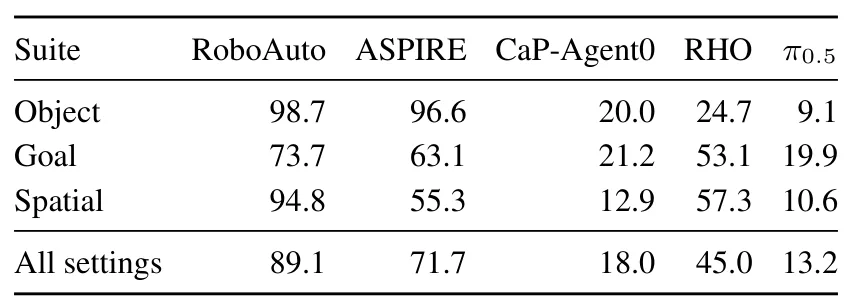 Suite RoboAuto ASPIRE CaP-Agent0 RHO π0.5
Object 98.7 96.6 20.0 24.7 9.1
Goal 73.7 63.1 21.2 53.1 19.9
Spatial 94.8 55.3 12.9 57.3 10.6
All settings 89.1 71.7 18.0 45.0 13.2